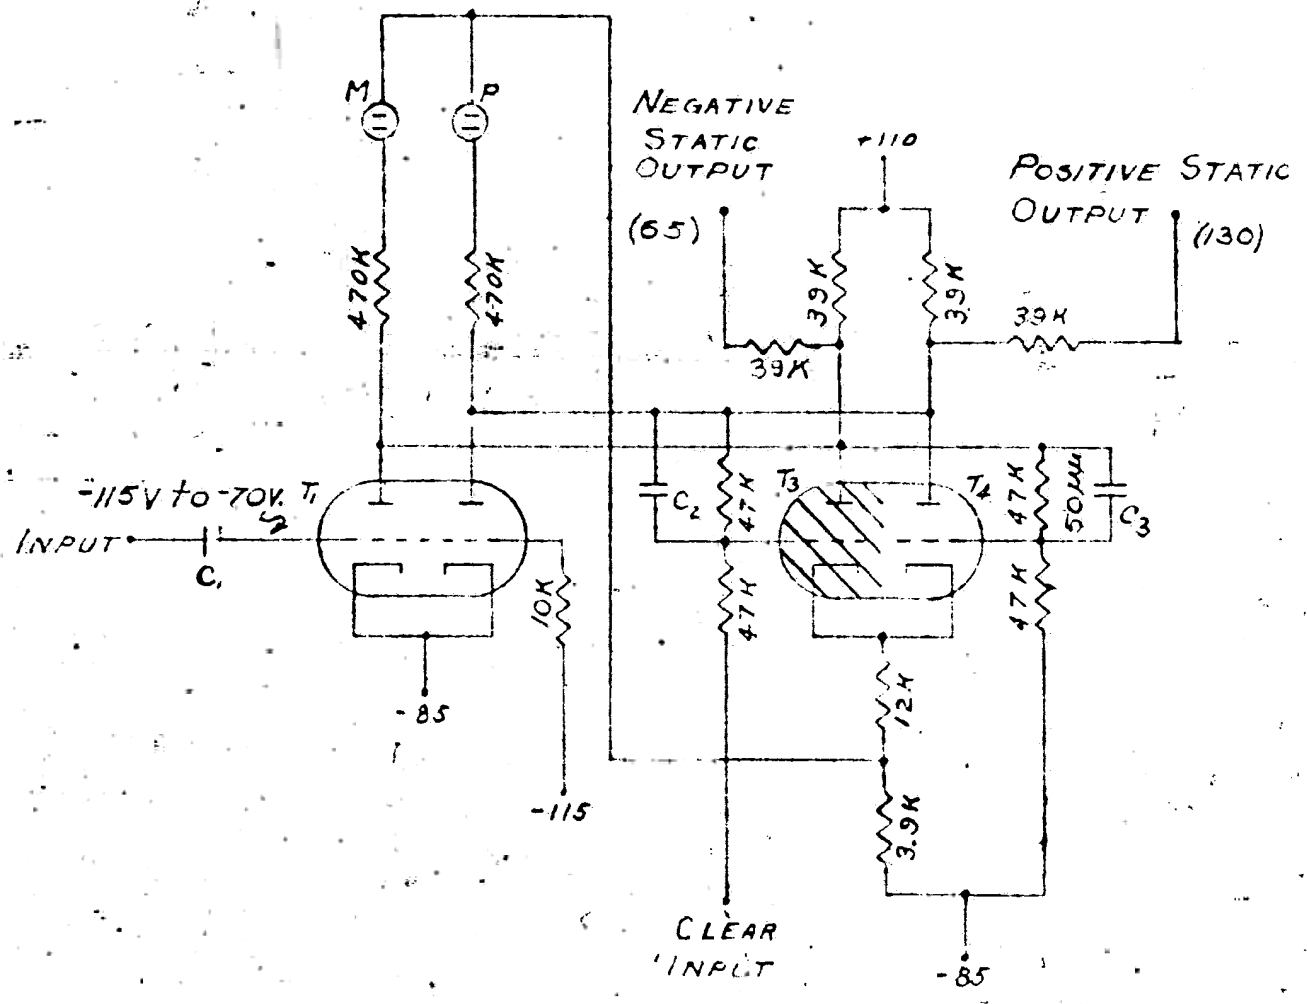 M
P
NEGATIVE
STATIC
OUTPUT
(65)
+110
POSITIVE STATIC
OUTPUT
(130)
470K
470K
39K
39K
39K
39K
-115V to -70V.
T1
INPUT
C1
10K
-85
-115
C2
47K
47K
T3
T4
47K
50μμ
C3
47K
12K
3.9K
CLEAR
INPUT
-85